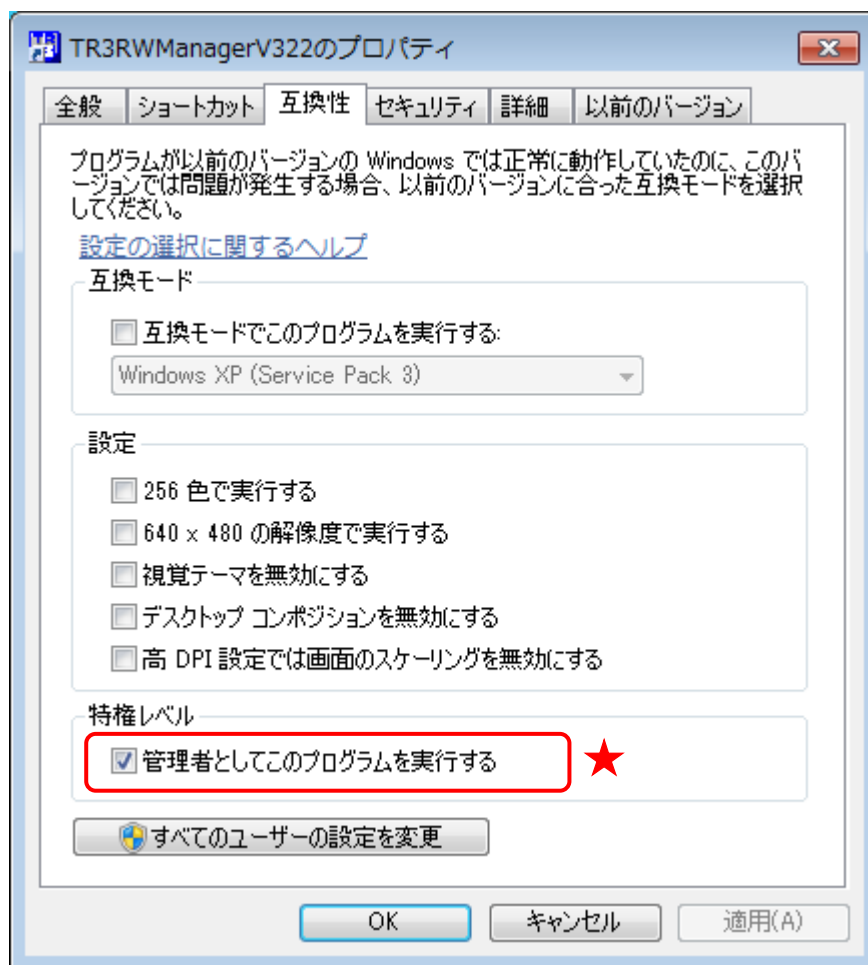 TR3RWManagerV322のプロパティ
全般 ショートカット 互換性 セキュリティ 詳細 以前のバージョン
プログラムが以前のバージョンの Windows では正常に動作していたのに、このバ
ージョンでは問題が発生する場合、以前のバージョンに合った互換モードを選択
してください。
設定の選択に関するヘルプ
互換モード
互換モードでこのプログラムを実行する:
Windows XP (Service Pack 3)
設定
256 色で実行する
640 x 480 の解像度で実行する
視覚テーマを無効にする
デスクトップ コンポジションを無効にする
高 DPI 設定では画面のスケーリングを無効にする
特権レベル
管理者としてこのプログラムを実行する
すべてのユーザーの設定を変更
OK キャンセル 適用(A)